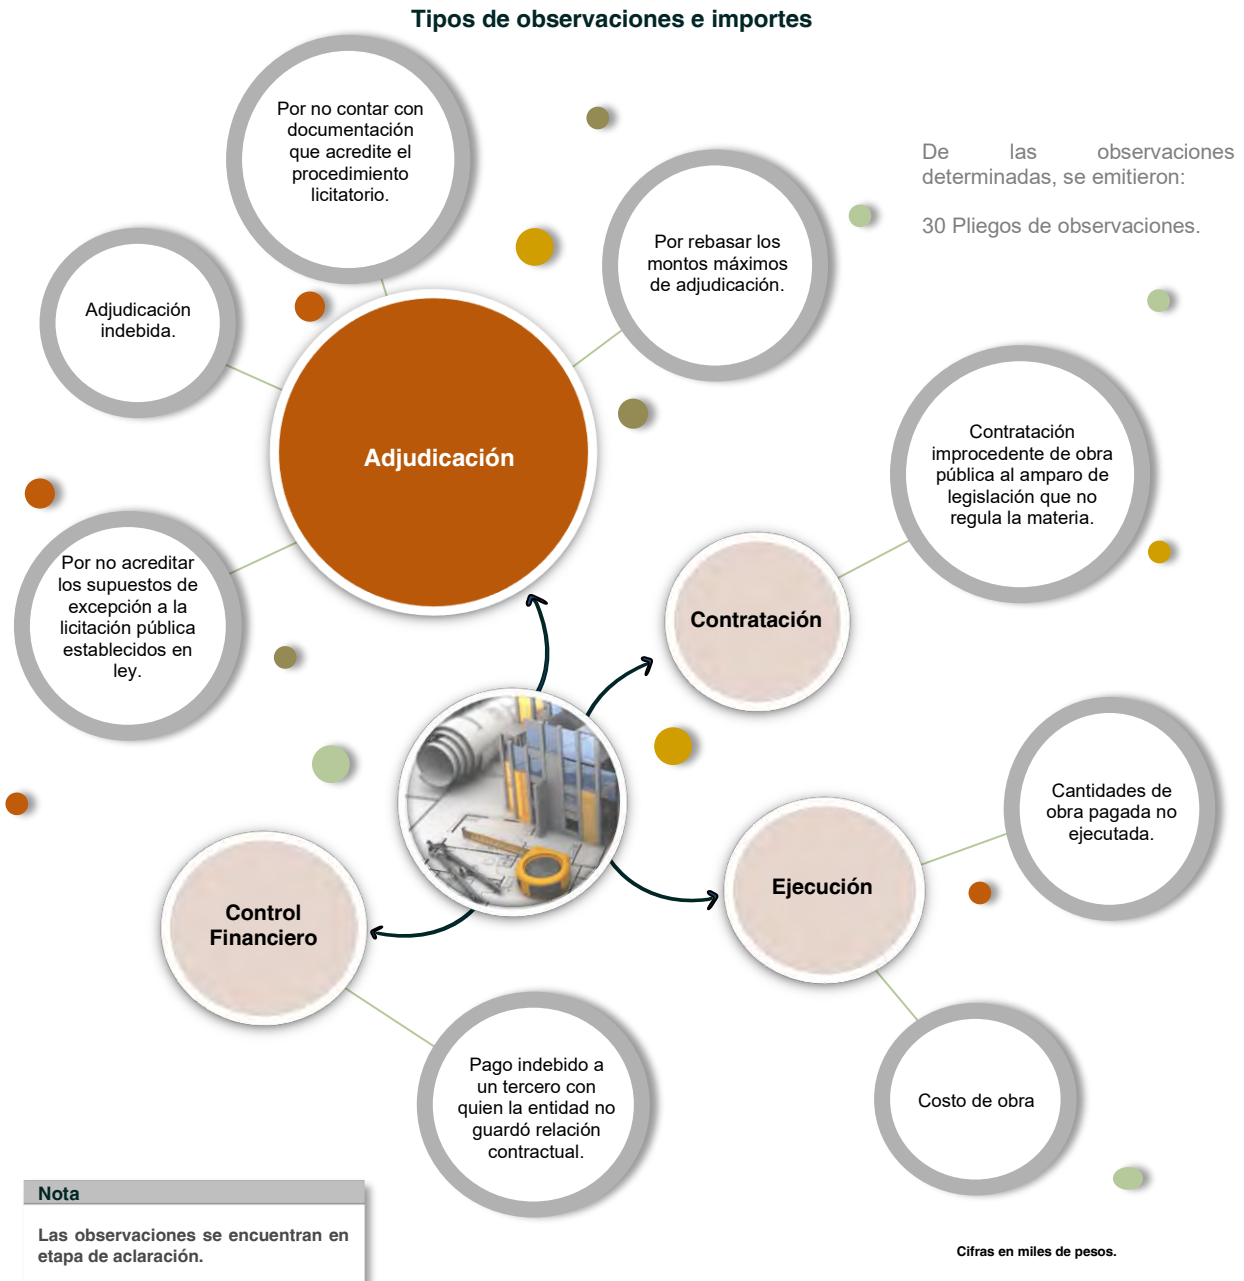 Tipos de observaciones e importes
Por no contar con
documentación
que acredite el
procedimiento
licitatorio.
De las observaciones
determinadas, se emitieron:
30 Pliegos de observaciones.
Por rebasar los
montos máximos
de adjudicación.
Adjudicación
indebida.
Adjudicación
Contratación
improcedente de obra
pública al amparo de
legislación que no
regula la materia.
Por no acreditar
los supuestos de
excepción a la
licitación pública
establecidos en
ley.
Contratación
Cantidades de
obra pagada no
ejecutada.
Ejecución
Control
Financiero
Pago indebido a
un tercero con
quien la entidad no
guardó relación
contractual.
Costo de obra
Nota
Las observaciones se encuentran en
etapa de aclaración.
Cifras en miles de pesos.